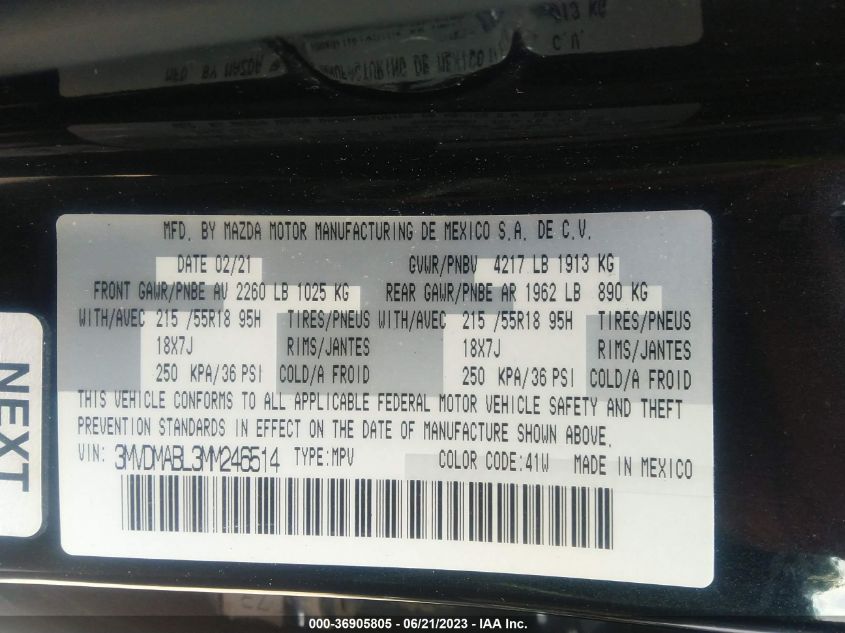 MFD. BY MAZDA MOTOR MANUFACTURING DE MEXICO S.A. DE C.V.
DATE 02/21 GVWR/PNBV 4217 LB 1913 KG
FRONT GAWR/PNBE AV 2260 LB 1025 KG REAR GAWR/PNBE AR 1962 LB 890 KG
WITH/AVEC 215 /55R18 95H TIRES/PNEUS WITH/AVEC 215 /55R18 95H TIRES/PNEUS
18X7J RIMS/JANTES 18X7J RIMS/JANTES
250 KPA/36 PSI COLD/A FROID 250 KPA/36 PSI COLD/A FROID
THIS VEHICLE CONFORMS TO ALL APPLICABLE FEDERAL MOTOR VEHICLE SAFETY AND THEFT
PREVENTION STANDARDS IN EFFECT ON THE DATE OF MANUFACTURE SHOWN ABOVE.
VIN: 3MVDMABL3MM246514 TYPE:MPV COLOR CODE:41W MADE IN MEXICO
NEXT
000-36905805 - 06/21/2023 - IAA Inc.